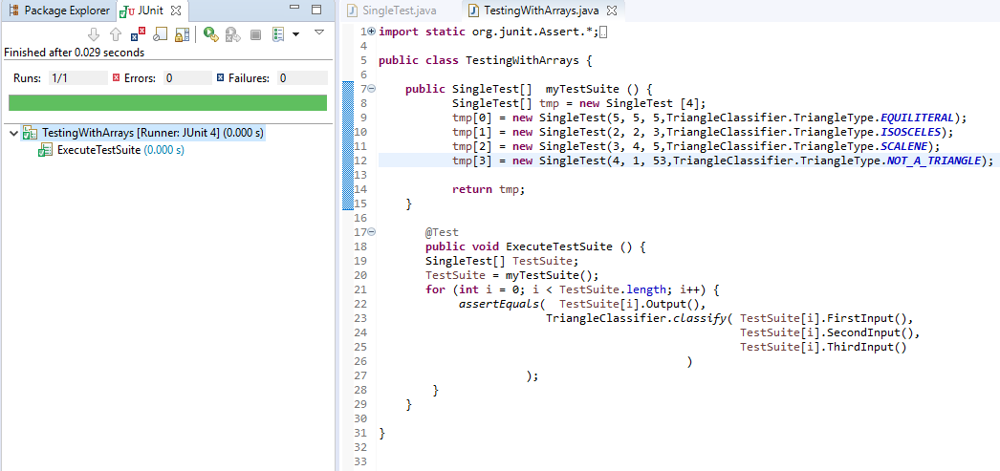 Package Explorer JUnit
Finished after 0.029 seconds
Runs: 1/1 Errors: 0 Failures: 0
TestingWithArrays [Runner: JUnit 4] (0.000 s)
ExecuteTestSuite (0.000 s)
SingleTest.java TestingWithArrays.java
1 import static org.junit.Assert.*;
4
5 public class TestingWithArrays {
6
7 public SingleTest[] myTestSuite () {
8 SingleTest[] tmp = new SingleTest [4];
9 tmp[0] = new SingleTest(5, 5, 5,TriangleClassifier.TriangleType.EQUILITERAL);
10 tmp[1] = new SingleTest(2, 2, 3,TriangleClassifier.TriangleType.ISOSCELES);
11 tmp[2] = new SingleTest(3, 4, 5,TriangleClassifier.TriangleType.SCALENE);
12 tmp[3] = new SingleTest(4, 1, 53,TriangleClassifier.TriangleType.NOT_A_TRIANGLE);
13
14 return tmp;
15 }
16
17 @Test
18 public void ExecuteTestSuite () {
19 SingleTest[] TestSuite;
20 TestSuite = myTestSuite();
21 for (int i = 0; i < TestSuite.length; i++) {
22 assertEquals( TestSuite[i].Output(),
23 TriangleClassifier.classify( TestSuite[i].FirstInput(),
24 TestSuite[i].SecondInput(),
25 TestSuite[i].ThirdInput()
26 )
27 );
28 }
29 }
30
31 }
32
33